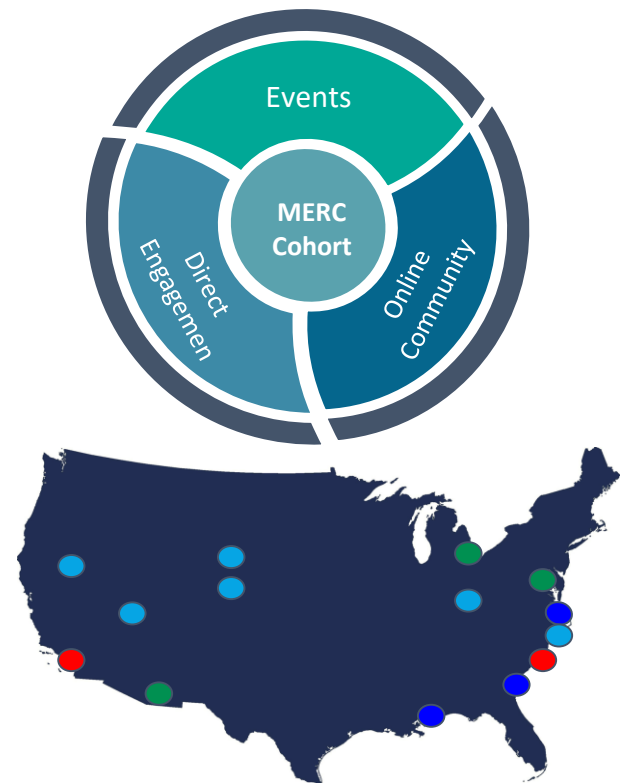 Events
MERC
Cohort
Direct
Engagemen
Online
Community